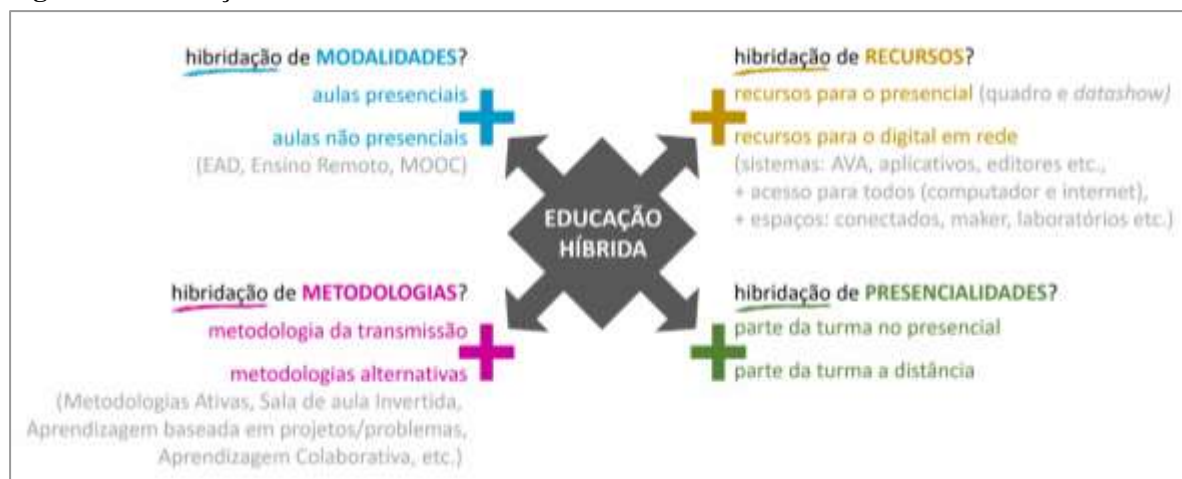 hibridação de MODALIDADES?
aulas presenciais
aulas não presenciais
(EAD, Ensino Remoto, MOOC)
hibridação de RECURSOS?
recursos para o presencial (quadro e datashow)
recursos para o digital em rede
(sistemas: AVA, aplicativos, editores etc.,
+ acesso para todos (computador e internet),
+ espaços: conectados, maker, laboratórios etc.)
EDUCAÇÃO
HÍBRIDA
hibridação de METODOLOGIAS?
metodologia da transmissão
metodologias alternativas
(Metodologias Ativas, Sala de aula Invertida,
Aprendizagem baseada em projetos/problemas,
Aprendizagem Colaborativa, etc.)
hibridação de PRESENCIALIDADES?
parte da turma no presencial
parte da turma a distância